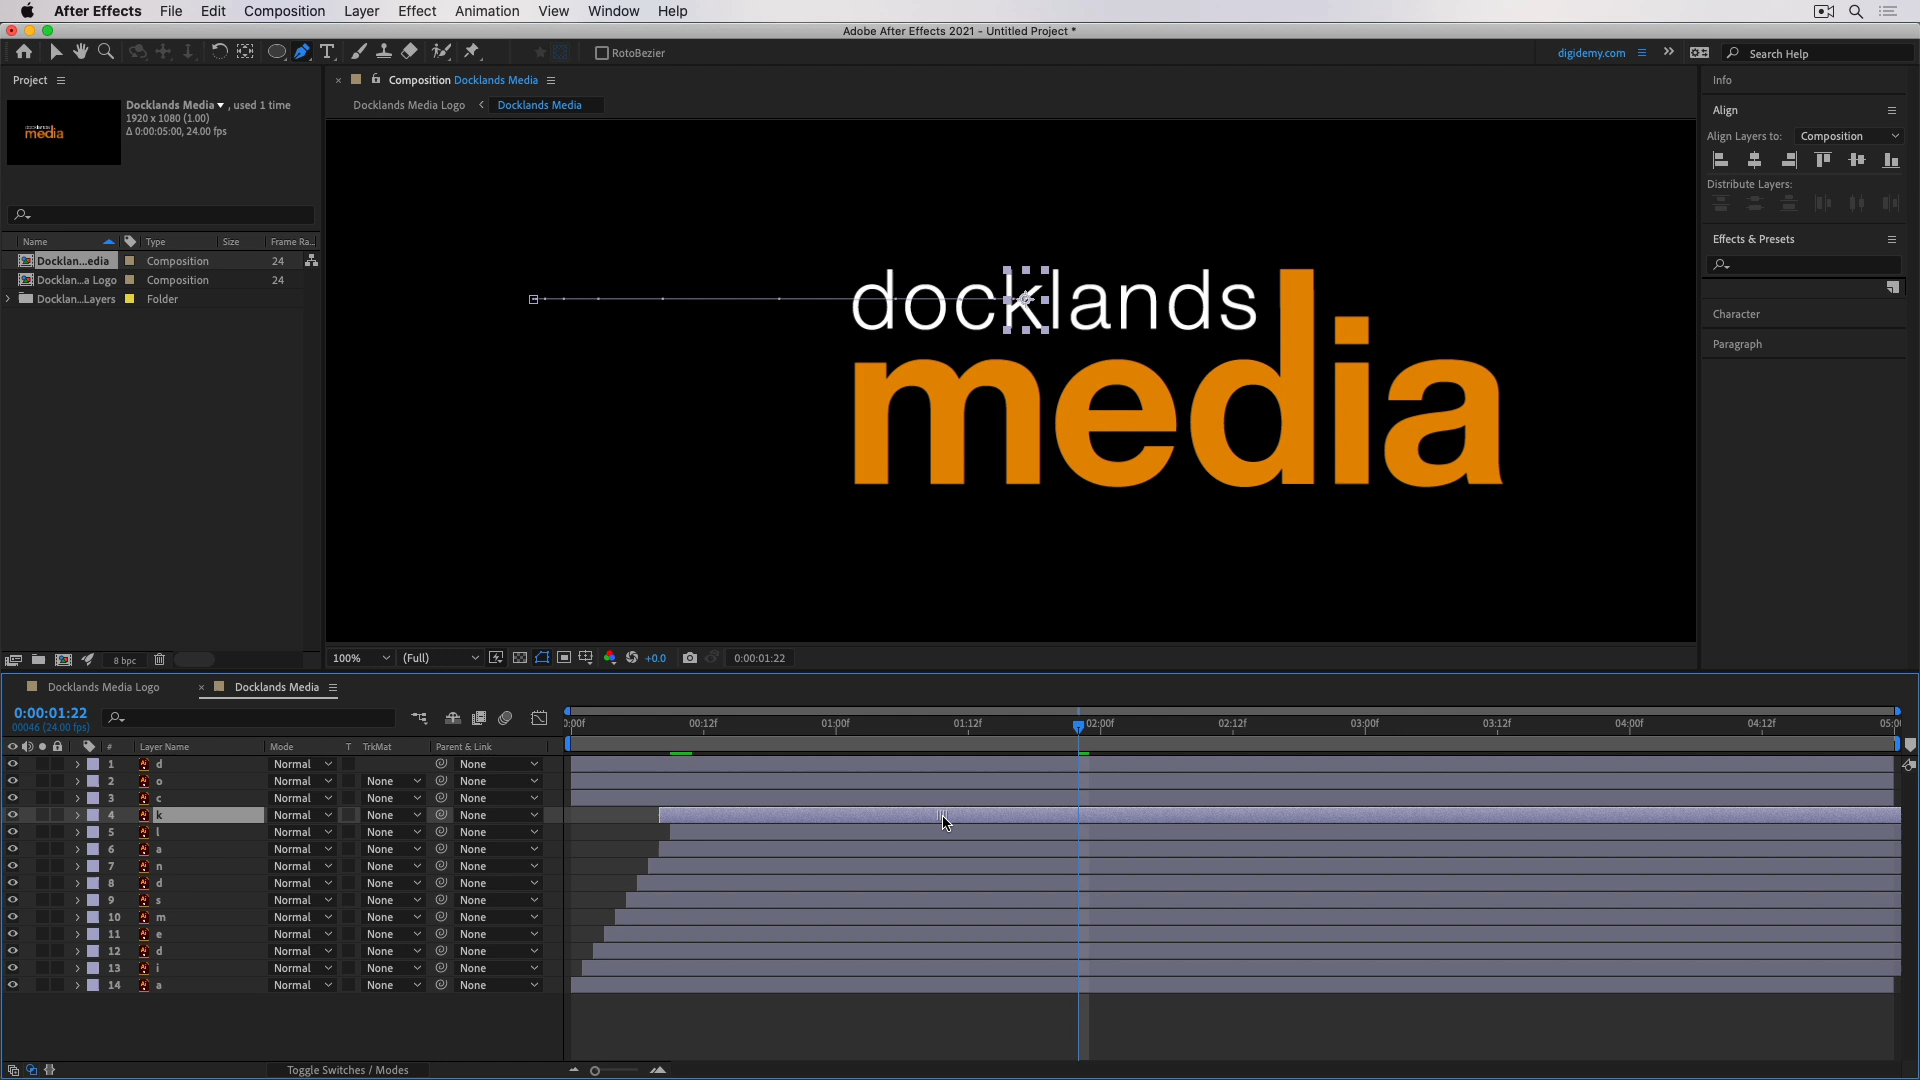 After Effects File Edit Composition Layer Effect Animation View Window Help
Adobe After Effects 2021 - Untitled Project *
T RotoBezier digidemy.com Search Help
Project
Docklands Media , used 1 time
1920 x 1080 (1.00)
Δ 0:00:05:00, 24.00 fps
docklands
media
Name Type Size Frame Ra...
Docklan...edia Composition 24
Docklan...a Logo Composition 24
Docklan...Layers Folder
8 bpc
Composition Docklands Media
Docklands Media Logo Docklands Media
docklands
media
100% (Full) +0.0 0:00:01:22
Info
Align
Align Layers to: Composition
Distribute Layers:
Effects & Presets
Character
Paragraph
Docklands Media Logo × Docklands Media
0:00:01:22
00046 (24.00 fps)
):00f 00:12f 01:00f 01:12f 02:00f 02:12f 03:00f 03:12f 04:00f 04:12f 05:0
# Layer Name Mode T TrkMat Parent & Link
1 d Normal None
2 o Normal None None
3 c Normal None None
4 k Normal None None
5 l Normal None None
6 a Normal None None
7 n Normal None None
8 d Normal None None
9 s Normal None None
10 m Normal None None
11 e Normal None None
12 d Normal None None
13 i Normal None None
14 a Normal None None
Toggle Switches / Modes